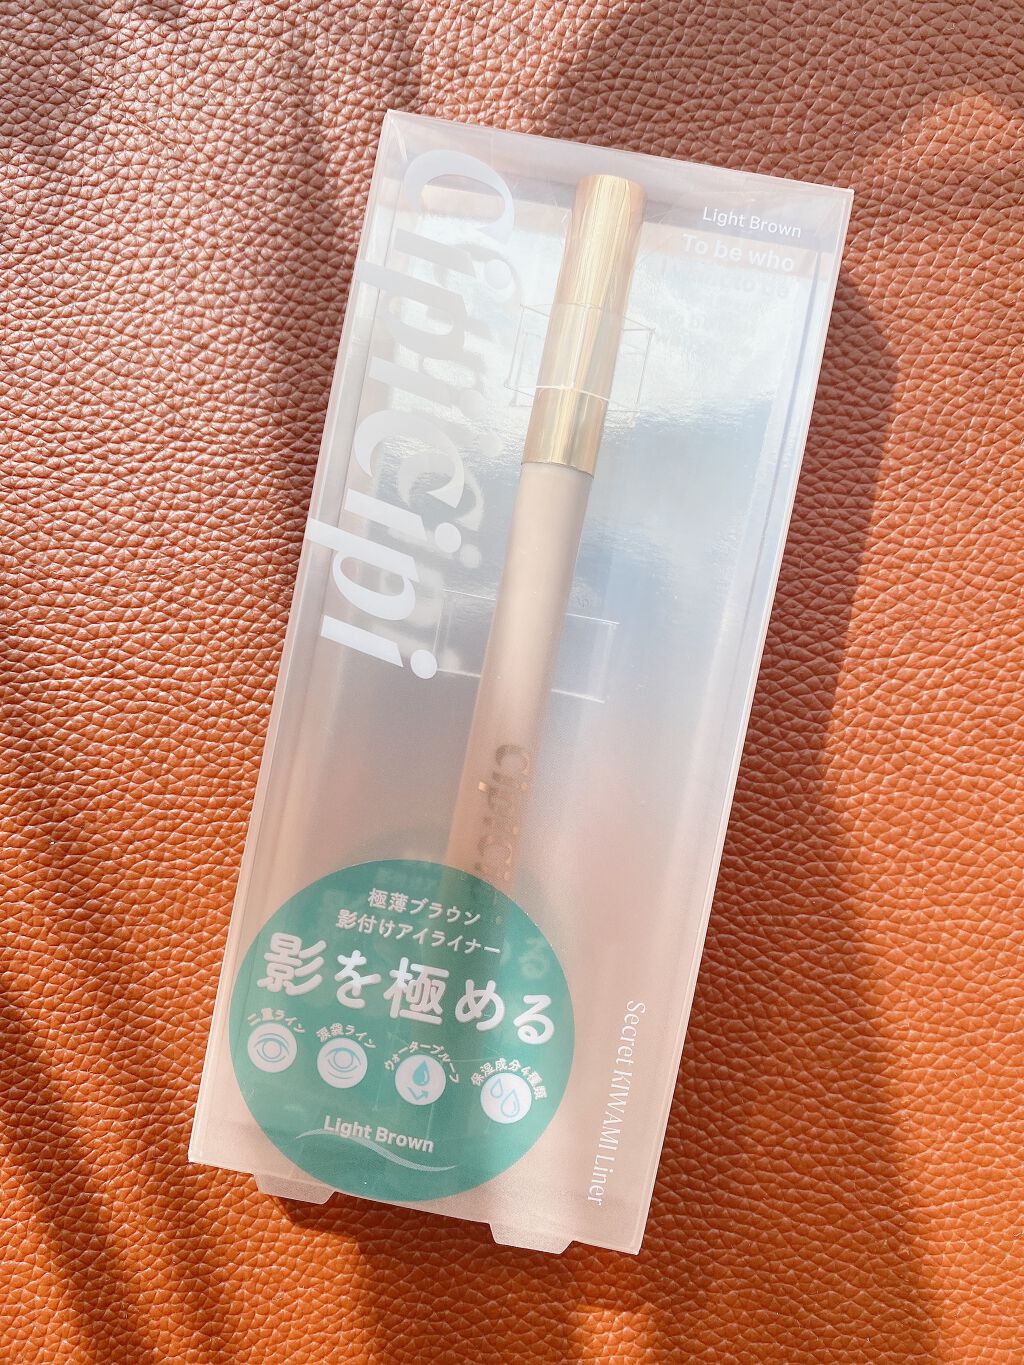 Cipicipi
Light Brown
To be who
Cipicipi
極薄ブラウン
影付けアイライナー
影を極める
二重ライン
涙袋ライン
ウォータープルーフ
保湿成分4種類
Light Brown
Secret KIWAMI Liner